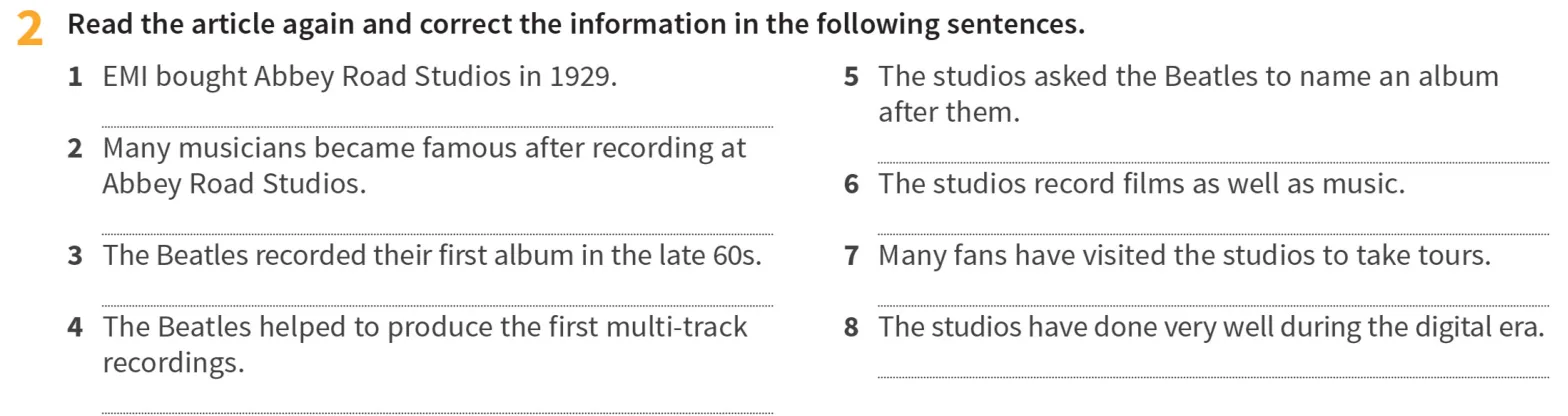 2 Read the article again and correct the information in the following sentences.
1 EMI bought Abbey Road Studios in 1929.
2 Many musicians became famous after recording at
Abbey Road Studios.
3 The Beatles recorded their first album in the late 60s.
4 The Beatles helped to produce the first multi-track
recordings.
5 The studios asked the Beatles to name an album
after them.
6 The studios record films as well as music.
7 Many fans have visited the studios to take tours.
8 The studios have done very well during the digital era.